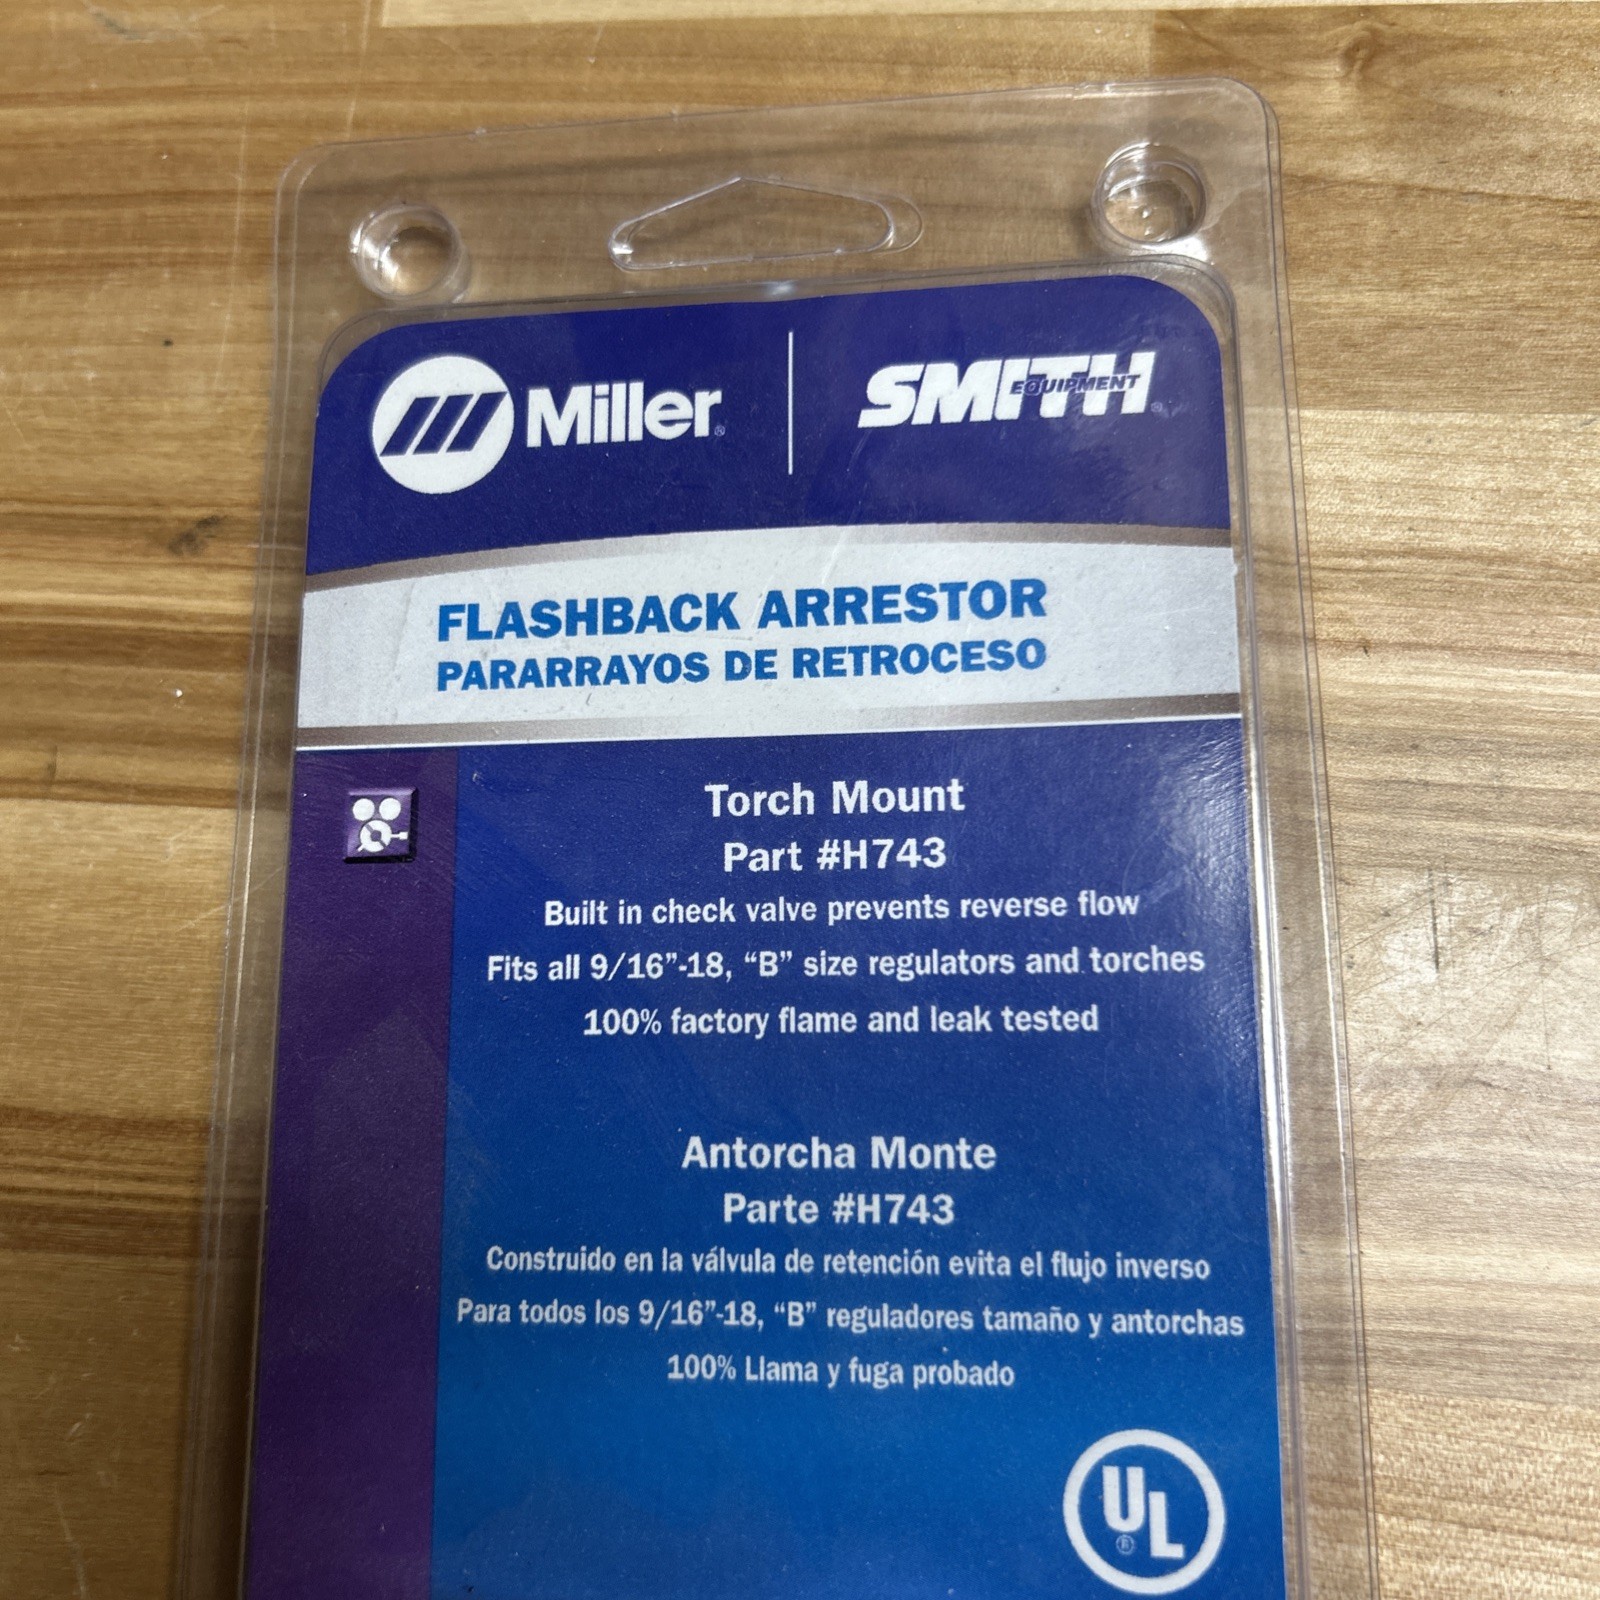 Miller®
SMITH EQUIPMENT®
FLASHBACK ARRESTOR
PARARRAYOS DE RETROCESO
Torch Mount
Part #H743
Built in check valve prevents reverse flow
Fits all 9/16”-18, “B” size regulators and torches
100% factory flame and leak tested
Antorcha Monte
Parte #H743
Construido en la válvula de retención evita el flujo inverso
Para todos los 9/16”-18, “B” reguladores tamaño y antorchas
100% Llama y fuga probado
UL®